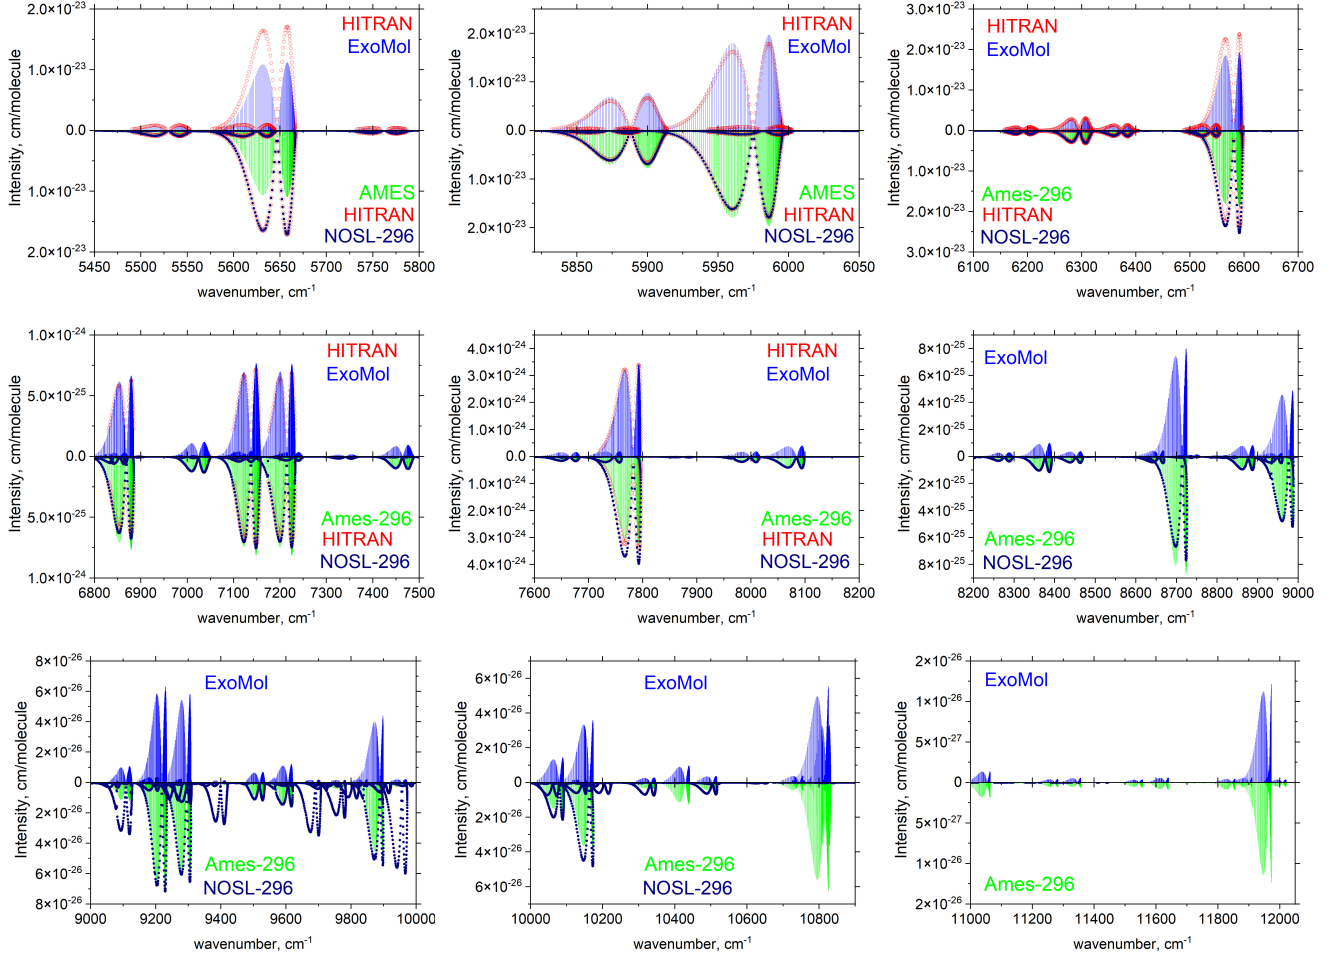 2.0×10⁻²³
1.0×10⁻²³
0.0
1.0×10⁻²³
2.0×10⁻²³
Intensity, cm/molecule
HITRAN
ExoMol
AMES
HITRAN
NOSL-296
5450 5500 5550 5600 5650 5700 5750 5800
wavenumber, cm⁻¹
2.0×10⁻²³
1.0×10⁻²³
0.0
1.0×10⁻²³
2.0×10⁻²³
Intensity, cm/molecule
HITRAN
ExoMol
AMES
HITRAN
NOSL-296
5850 5900 5950 6000 6050
wavenumber, cm⁻¹
3.0×10⁻²³
2.0×10⁻²³
1.0×10⁻²³
0.0
1.0×10⁻²³
2.0×10⁻²³
3.0×10⁻²³
Intensity, cm/molecule
HITRAN
ExoMol
Ames-296
HITRAN
NOSL-296
6100 6200 6300 6400 6500 6600 6700
wavenumber, cm⁻¹
1.0×10⁻²⁴
5.0×10⁻²⁵
0.0
5.0×10⁻²⁵
1.0×10⁻²⁴
Intensity, cm/molecule
HITRAN
ExoMol
Ames-296
HITRAN
NOSL-296
6800 6900 7000 7100 7200 7300 7400 7500
wavenumber, cm⁻¹
4.0×10⁻²⁴
3.0×10⁻²⁴
2.0×10⁻²⁴
1.0×10⁻²⁴
0.0
1.0×10⁻²⁴
2.0×10⁻²⁴
3.0×10⁻²⁴
4.0×10⁻²⁴
Intensity, cm/molecule
HITRAN
ExoMol
Ames-296
HITRAN
NOSL-296
7600 7700 7800 7900 8000 8100 8200
wavenumber, cm⁻¹
8×10⁻²⁵
6×10⁻²⁵
4×10⁻²⁵
2×10⁻²⁵
0
2×10⁻²⁵
4×10⁻²⁵
6×10⁻²⁵
8×10⁻²⁵
Intensity, cm/molecule
ExoMol
Ames-296
NOSL-296
8200 8300 8400 8500 8600 8700 8800 8900 9000
wavenumber, cm⁻¹
8×10⁻²⁶
6×10⁻²⁶
4×10⁻²⁶
2×10⁻²⁶
0
2×10⁻²⁶
4×10⁻²⁶
6×10⁻²⁶
8×10⁻²⁶
Intensity, cm/molecule
ExoMol
Ames-296
NOSL-296
9000 9200 9400 9600 9800 10000
wavenumber, cm⁻¹
6×10⁻²⁶
4×10⁻²⁶
2×10⁻²⁶
0
2×10⁻²⁶
4×10⁻²⁶
6×10⁻²⁶
Intensity, cm/molecule
ExoMol
Ames-296
NOSL-296
10000 10200 10400 10600 10800
wavenumber, cm⁻¹
2×10⁻²⁶
1×10⁻²⁶
5×10⁻²⁷
0
5×10⁻²⁷
1×10⁻²⁶
2×10⁻²⁶
Intensity, cm/molecule
ExoMol
Ames-296
11000 11200 11400 11600 11800 12000
wavenumber, cm⁻¹